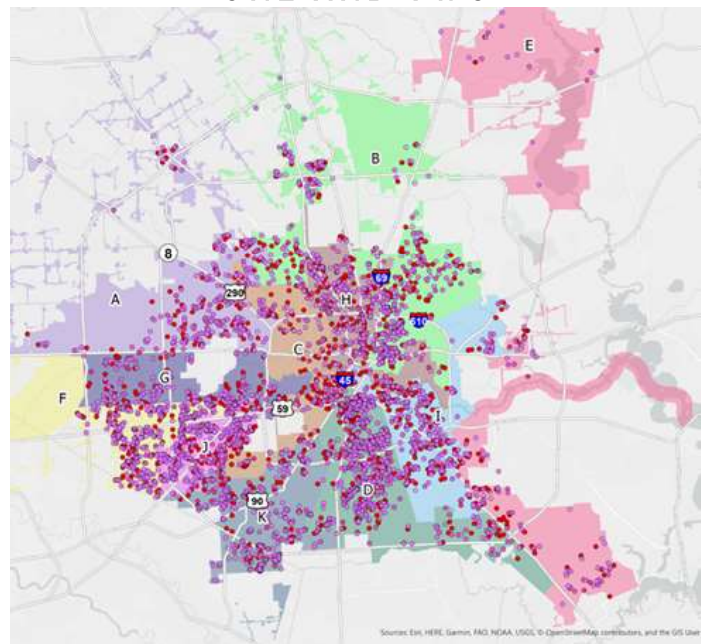 E
B
8
290
69
A
H
610
C
G
45
F
59
I
J
D
90
K
Sources: Esri, HERE, Garmin, FAO, NOAA, USGS, © OpenStreetMap contributors, and the GIS User